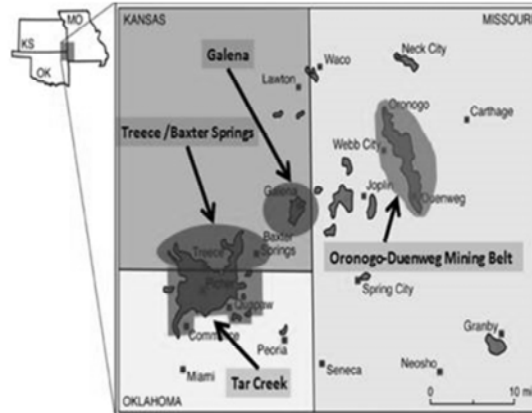 MO
KS
OK
KANSAS
MISSOURI
Galena
Waco
Neck City
Lawton
Oronogo
Carthage
Treece /Baxter Springs
Webb City
Galena
Joplin
Duenweg
Baxter
Springs
Treece
Oronogo-Duenweg Mining Belt
Picher
Spring City
Quapaw
Commerce
Granby
Peoria
Tar Creek
Miami
Seneca
Neosho
OKLAHOMA
0
10 mi